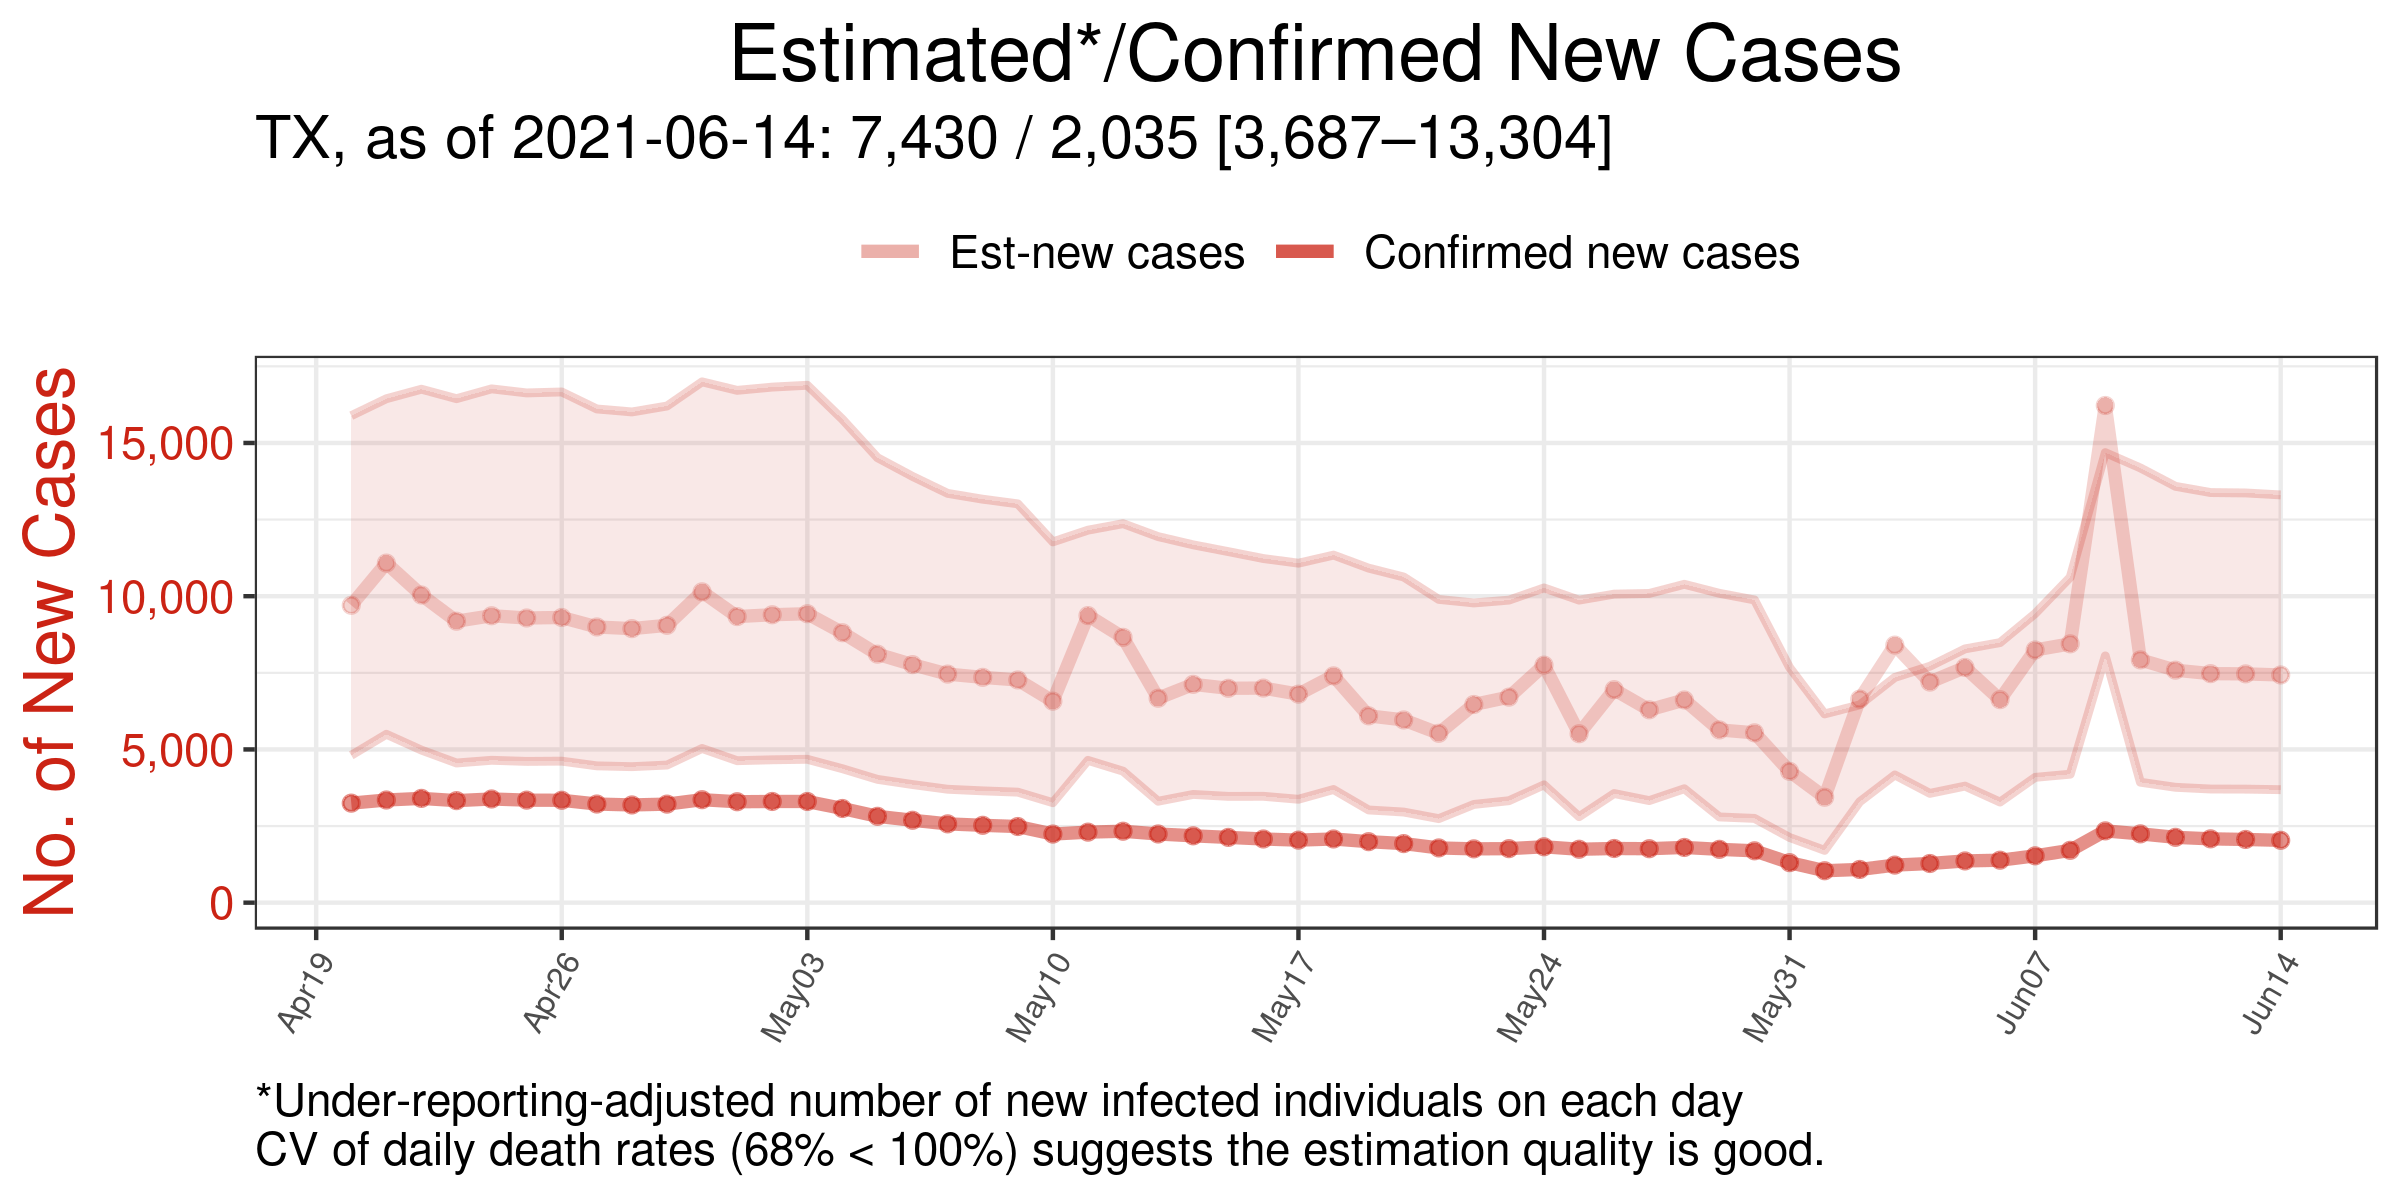 Estimated*/Confirmed New Cases
TX, as of 2021-06-14: 7,430 / 2,035 [3,687–13,304]
Est-new cases Confirmed new cases
No. of New Cases
15,000
10,000
5,000
0
Apr19 Apr26 May03 May10 May17 May24 May31 Jun07 Jun14
*Under-reporting-adjusted number of new infected individuals on each day
CV of daily death rates (68% < 100%) suggests the estimation quality is good.